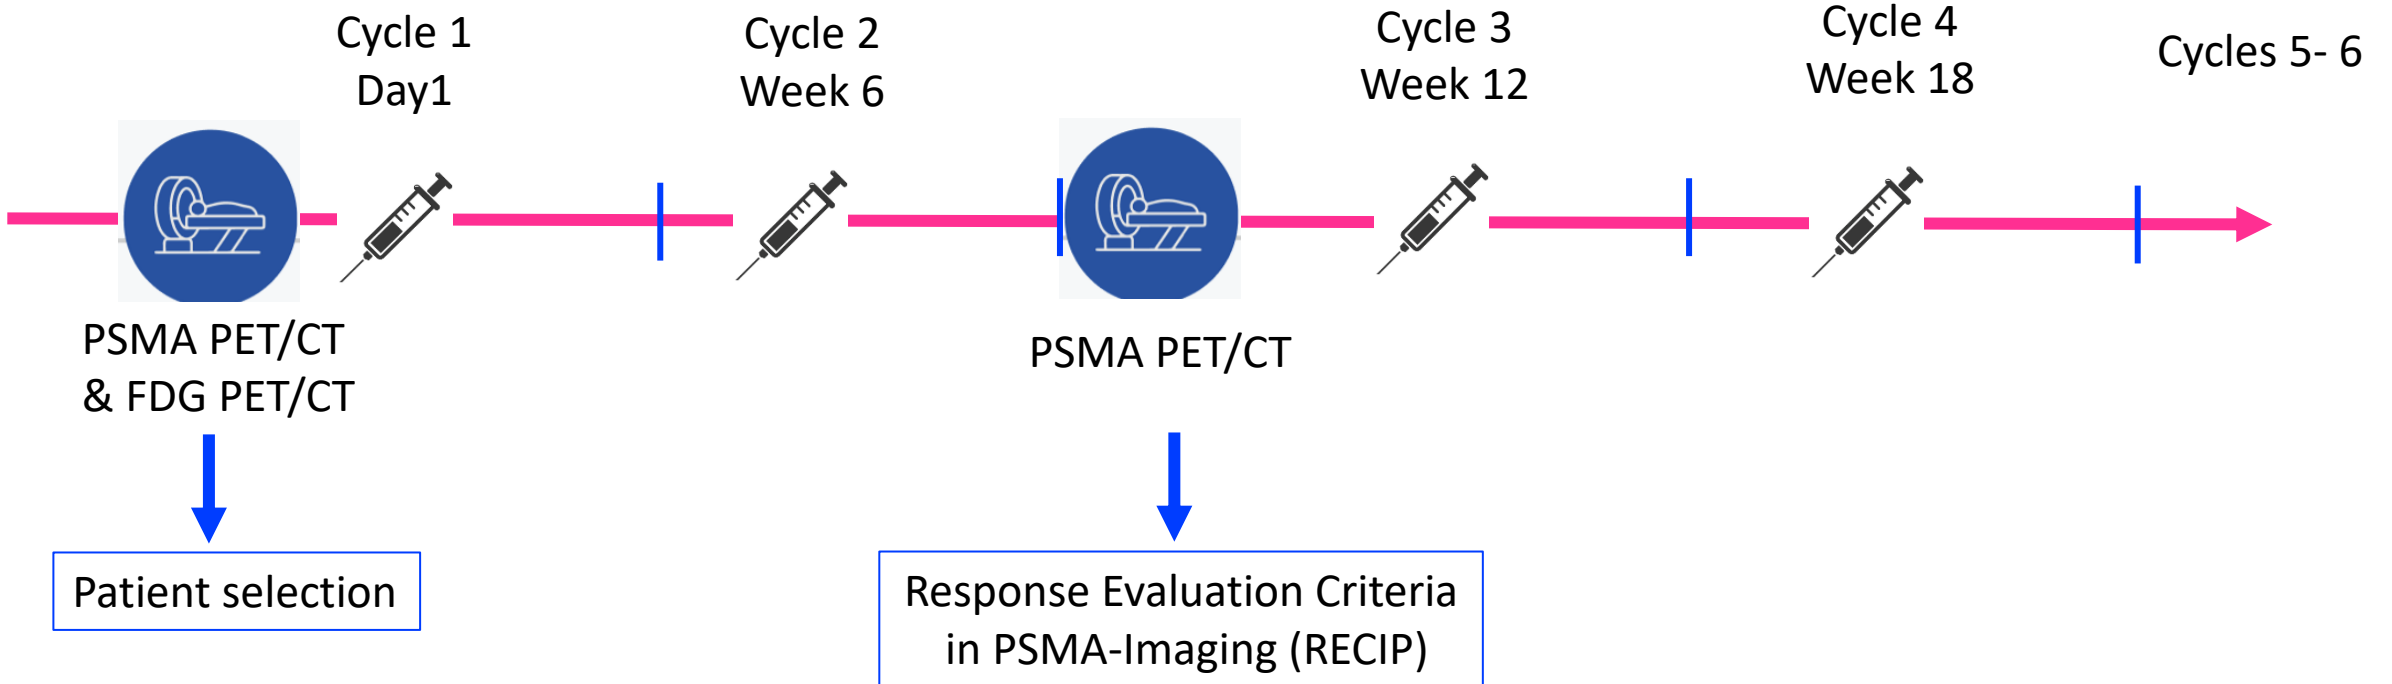 Cycle 1
Day1
Cycle 2
Week 6
Cycle 3
Week 12
Cycle 4
Week 18
Cycles 5- 6
PSMA PET/CT
& FDG PET/CT
PSMA PET/CT
Patient selection
Response Evaluation Criteria
in PSMA-Imaging (RECIP)